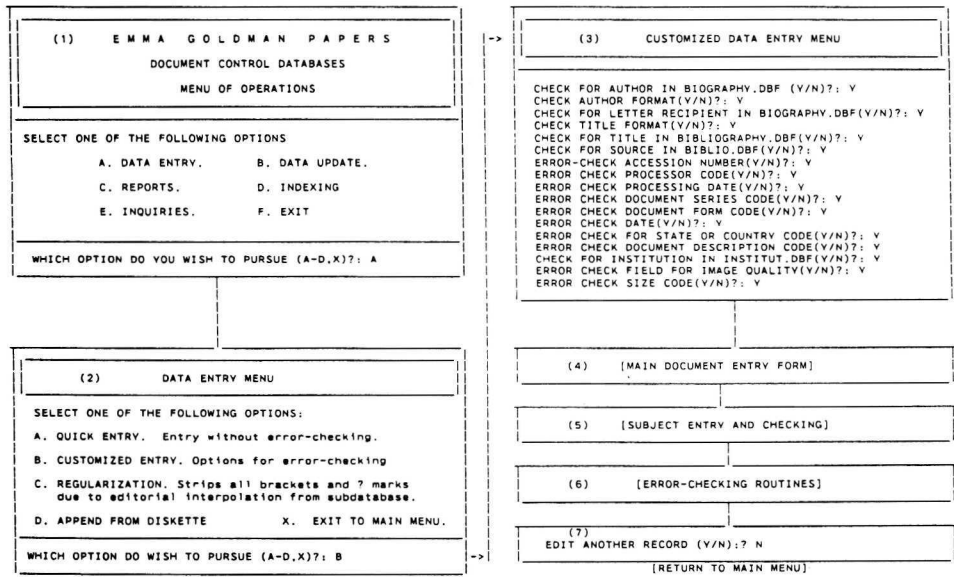 (1) E M M A G O L D M A N P A P E R S
DOCUMENT CONTROL DATABASES
MENU OF OPERATIONS
SELECT ONE OF THE FOLLOWING OPTIONS
A. DATA ENTRY. B. DATA UPDATE.
C. REPORTS. D. INDEXING
E. INQUIRIES. F. EXIT
WHICH OPTION DO YOU WISH TO PURSUE (A-D,X)?: A
(2) DATA ENTRY MENU
SELECT ONE OF THE FOLLOWING OPTIONS:
A. QUICK ENTRY. Entry without error-checking.
B. CUSTOMIZED ENTRY. Options for error-checking
C. REGULARIZATION. Strips all brackets and ? marks
due to editorial interpolation from subdatabase.
D. APPEND FROM DISKETTE X. EXIT TO MAIN MENU.
WHICH OPTION DO WISH TO PURSUE (A-D,X)?: B
(3) CUSTOMIZED DATA ENTRY MENU
CHECK FOR AUTHOR IN BIOGRAPHY.DBF (Y/N)?: Y
CHECK AUTHOR FORMAT(Y/N)?: Y
CHECK FOR LETTER RECIPIENT IN BIOGRAPHY.DBF(Y/N)?: Y
CHECK TITLE FORMAT(Y/N)?: Y
CHECK FOR TITLE IN BIBLIOGRAPHY.DBF(Y/N)?: Y
CHECK FOR SOURCE IN BIBLIO.DBF(Y/N)?: Y
ERROR-CHECK ACCESSION NUMBER(Y/N)?: Y
ERROR CHECK PROCESSOR CODE(Y/N)?: Y
ERROR CHECK PROCESSING DATE(Y/N)?: Y
ERROR CHECK DOCUMENT SERIES CODE(Y/N)?: Y
ERROR CHECK DOCUMENT FORM CODE(Y/N)?: Y
ERROR CHECK DATE(Y/N)?: Y
ERROR CHECK FOR STATE OR COUNTRY CODE(Y/N)?: Y
ERROR CHECK DOCUMENT DESCRIPTION CODE(Y/N)?: Y
CHECK FOR INSTITUTION IN INSTITUT.DBF(Y/N)?: Y
ERROR CHECK FIELD FOR IMAGE QUALITY(Y/N)?: Y
ERROR CHECK SIZE CODE(Y/N)?: Y
(4) [MAIN DOCUMENT ENTRY FORM]
(5) [SUBJECT ENTRY AND CHECKING]
(6) [ERROR-CHECKING ROUTINES]
(7)
EDIT ANOTHER RECORD (Y/N):? N
[RETURN TO MAIN MENU]